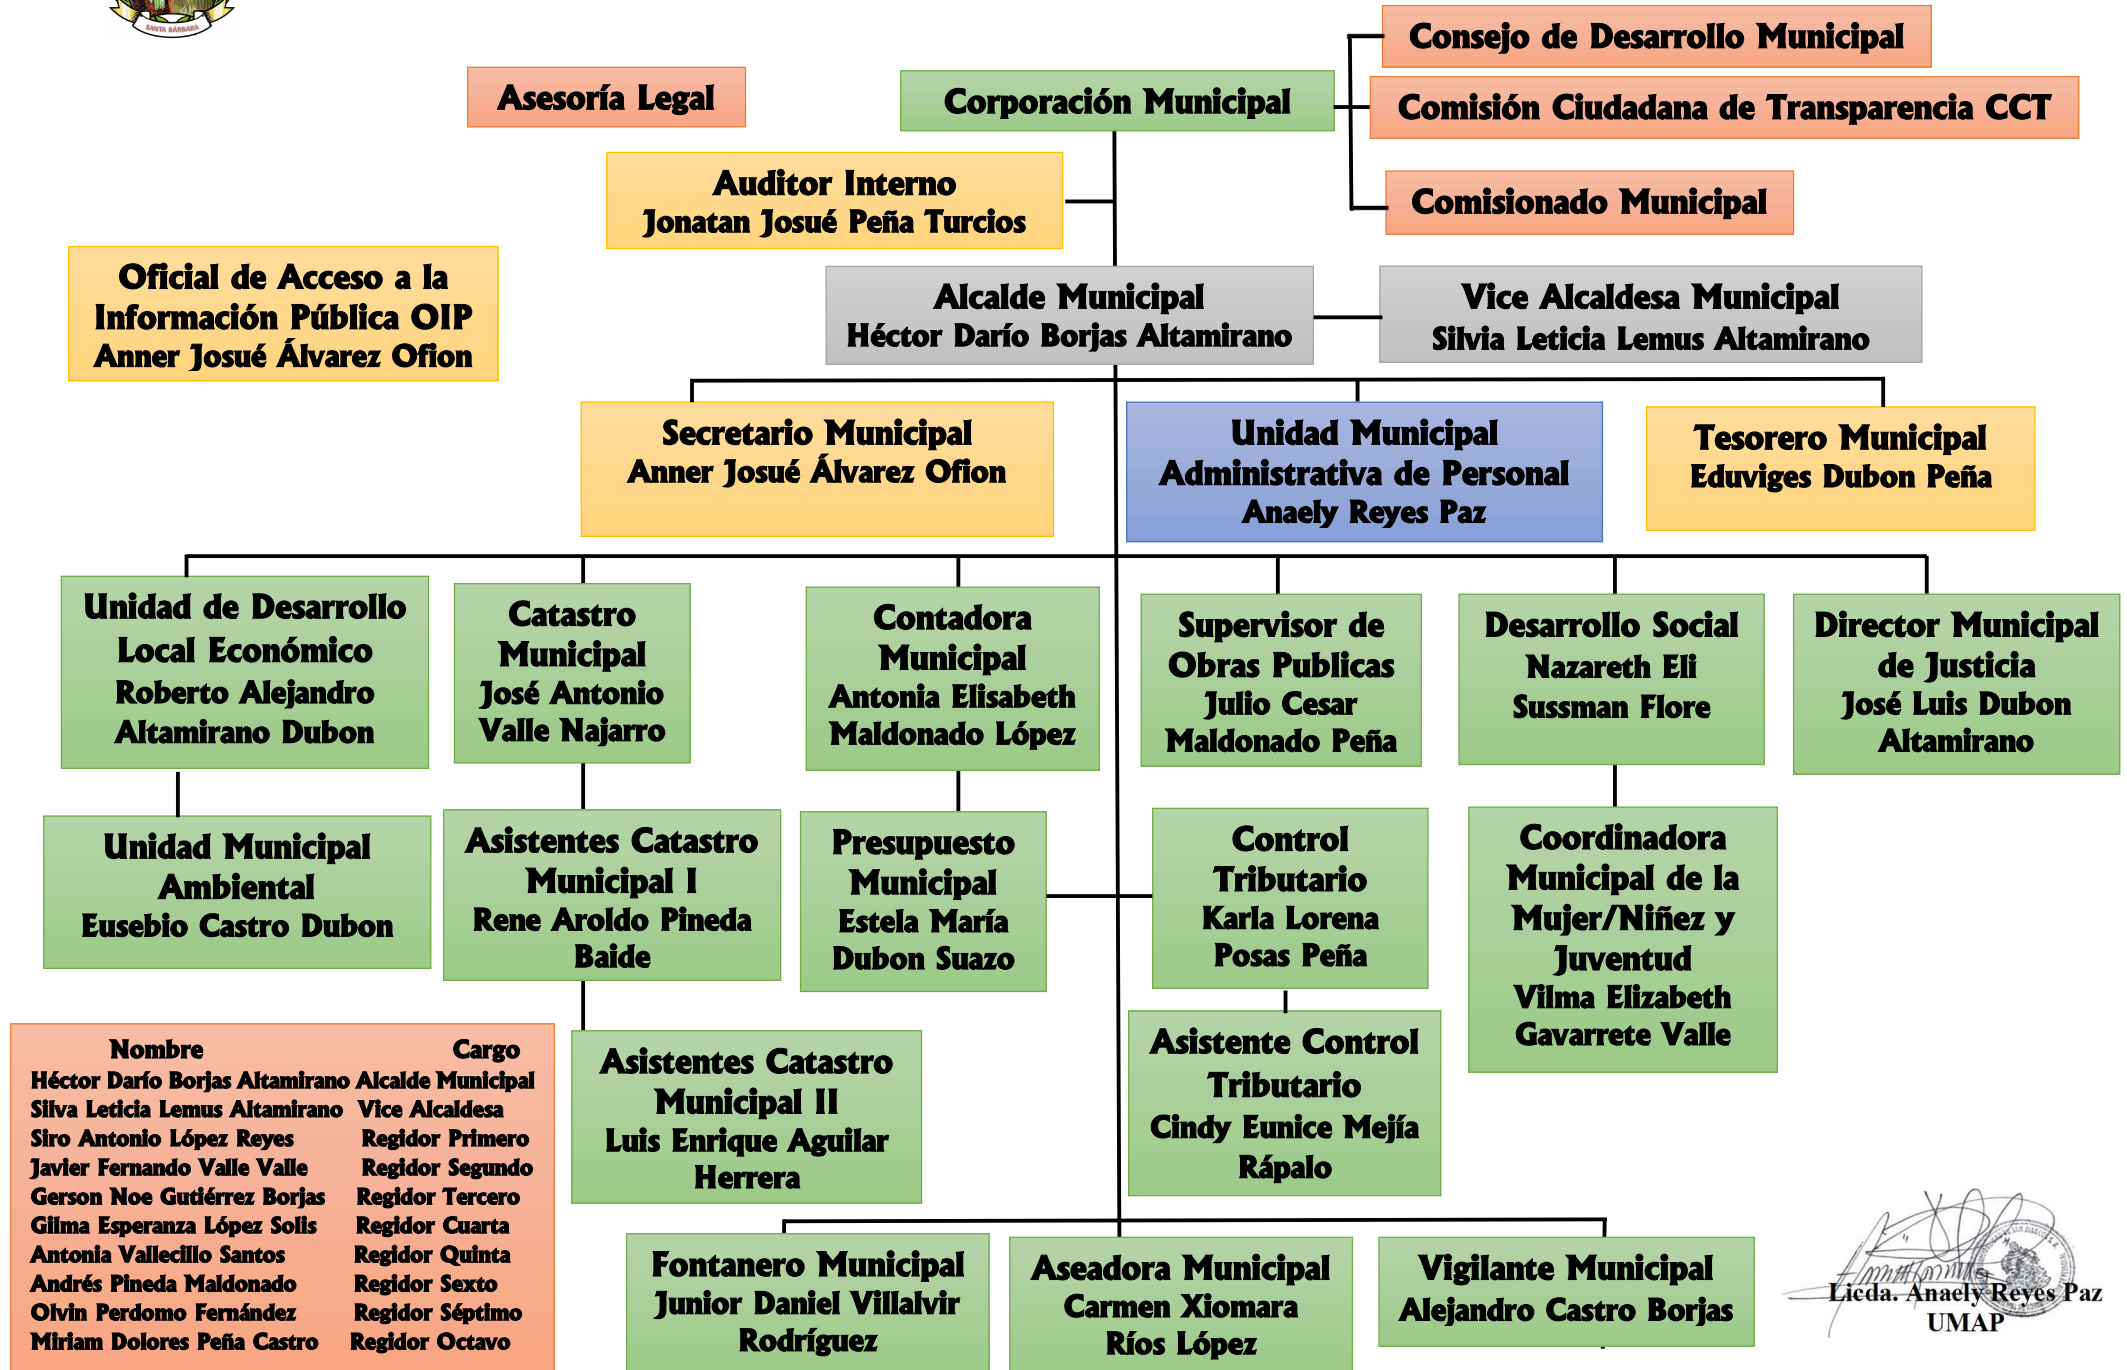 SANTA BÁRBARA
Consejo de Desarrollo Municipal
Asesoría Legal
Corporación Municipal
Comisión Ciudadana de Transparencia CCT
Auditor Interno
Jonatan Josué Peña Turcios
Comisionado Municipal
Oficial de Acceso a la
Información Pública OIP
Anner Josué Álvarez Ofion
Alcalde Municipal
Héctor Darío Borjas Altamirano
Vice Alcaldesa Municipal
Silvia Leticia Lemus Altamirano
Secretario Municipal
Anner Josué Álvarez Ofion
Unidad Municipal
Administrativa de Personal
Anaely Reyes Paz
Tesorero Municipal
Eduviges Dubon Peña
Unidad de Desarrollo
Local Económico
Roberto Alejandro
Altamirano Dubon
Catastro
Municipal
José Antonio
Valle Najarro
Contadora
Municipal
Antonia Elisabeth
Maldonado López
Supervisor de
Obras Publicas
Julio Cesar
Maldonado Peña
Desarrollo Social
Nazareth Eli
Sussman Flore
Director Municipal
de Justicia
José Luis Dubon
Altamirano
Unidad Municipal
Ambiental
Eusebio Castro Dubon
Asistentes Catastro
Municipal I
Rene Aroldo Pineda
Baide
Presupuesto
Municipal
Estela María
Dubon Suazo
Control
Tributario
Karla Lorena
Posas Peña
Coordinadora
Municipal de la
Mujer/Niñez y
Juventud
Vilma Elizabeth
Gavarrete Valle
Asistentes Catastro
Municipal II
Luis Enrique Aguilar
Herrera
Asistente Control
Tributario
Cindy Eunice Mejía
Rápalo
Nombre Cargo
Héctor Darío Borjas Altamirano Alcalde Municipal
Silva Leticia Lemus Altamirano Vice Alcaldesa
Siro Antonio López Reyes Regidor Primero
Javier Fernando Valle Valle Regidor Segundo
Gerson Noe Gutiérrez Borjas Regidor Tercero
Gilma Esperanza López Solis Regidor Cuarta
Antonia Vallecillo Santos Regidor Quinta
Andrés Pineda Maldonado Regidor Sexto
Olvin Perdomo Fernández Regidor Séptimo
Miriam Dolores Peña Castro Regidor Octavo
Fontanero Municipal
Junior Daniel Villalvir
Rodríguez
Aseadora Municipal
Carmen Xiomara
Ríos López
Vigilante Municipal
Alejandro Castro Borjas
Licda. Anaely Reyes Paz
UMAP